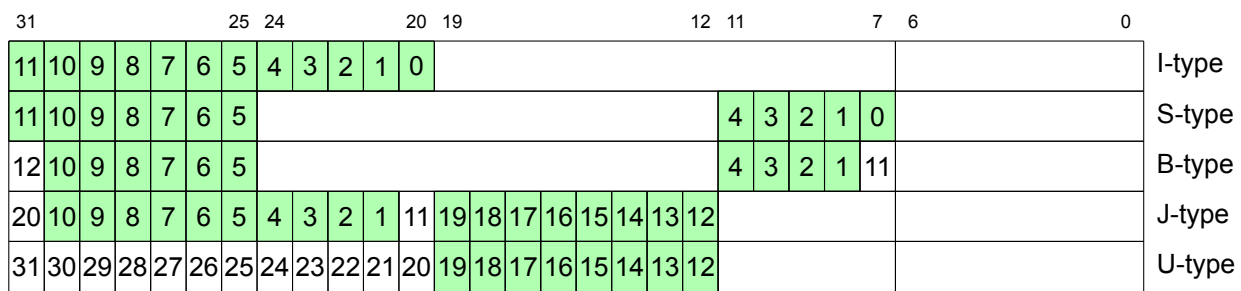 31 25 24 20 19 12 11 7 6 0
11 10 9 8 7 6 5 4 3 2 1 0 I-type
11 10 9 8 7 6 5 4 3 2 1 0 S-type
12 10 9 8 7 6 5 4 3 2 1 11 B-type
20 10 9 8 7 6 5 4 3 2 1 11 19 18 17 16 15 14 13 12 J-type
31 30 29 28 27 26 25 24 23 22 21 20 19 18 17 16 15 14 13 12 U-type